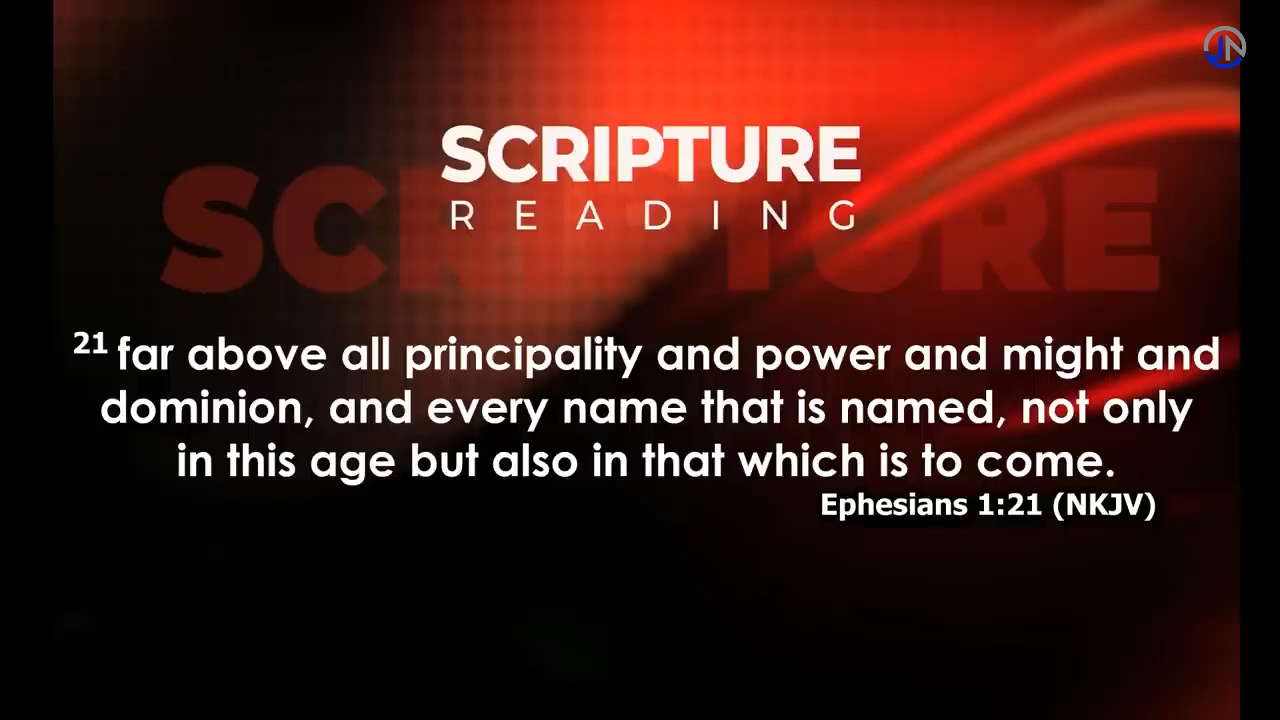 SCRIPTURE
READING
SCRIPTURE
21 far above all principality and power and might and
dominion, and every name that is named, not only
in this age but also in that which is to come.
Ephesians 1:21 (NKJV)